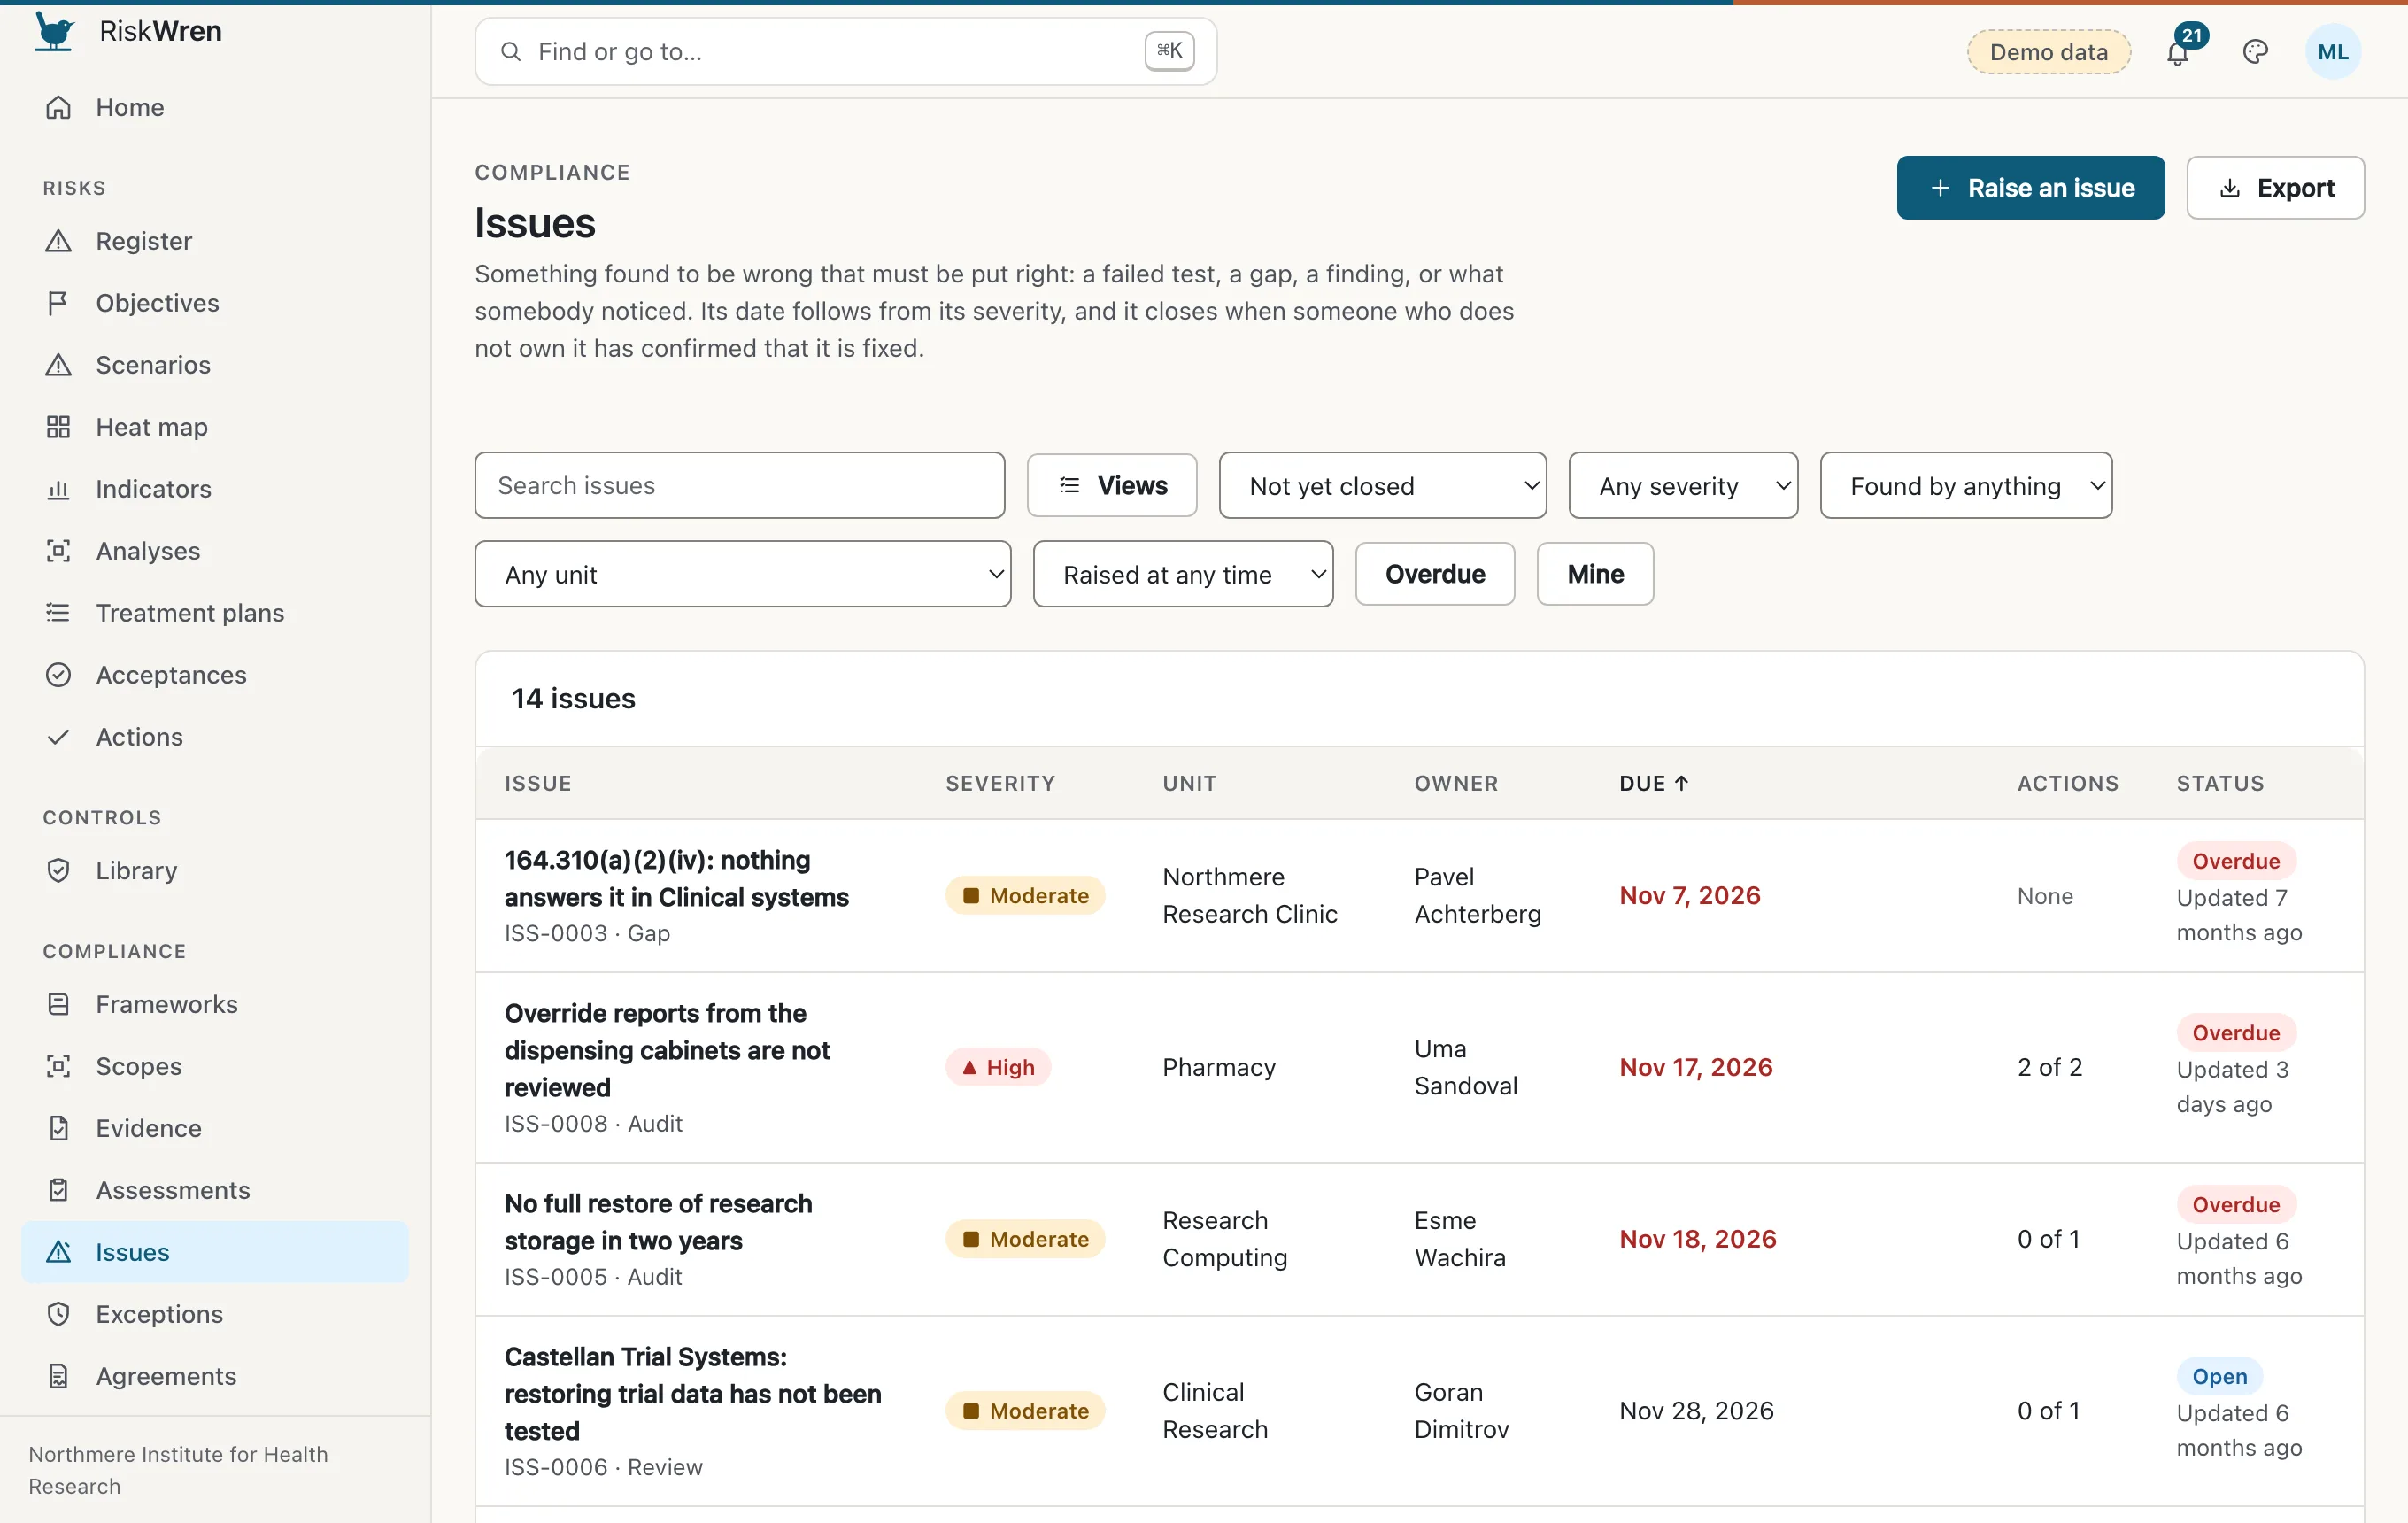 RiskWren
Find or go to...
⌘K
Demo data
21
ML
Home
RISKS
Register
Objectives
Scenarios
Heat map
Indicators
Analyses
Treatment plans
Acceptances
Actions
CONTROLS
Library
COMPLIANCE
Frameworks
Scopes
Evidence
Assessments
Issues
Exceptions
Agreements
Northmere Institute for Health
Research
COMPLIANCE
Issues
Something found to be wrong that must be put right: a failed test, a gap, a finding, or what
somebody noticed. Its date follows from its severity, and it closes when someone who does
not own it has confirmed that it is fixed.
Raise an issue
Export
Search issues
Views
Not yet closed
Any severity
Found by anything
Any unit
Raised at any time
Overdue
Mine
14 issues
ISSUE SEVERITY UNIT OWNER DUE ↑ ACTIONS STATUS
164.310(a)(2)(iv): nothing
answers it in Clinical systems
ISS-0003 · Gap
Moderate
Northmere
Research Clinic
Pavel
Achterberg
Nov 7, 2026
None
Overdue
Updated 7
months ago
Override reports from the
dispensing cabinets are not
reviewed
ISS-0008 · Audit
High
Pharmacy
Uma
Sandoval
Nov 17, 2026
2 of 2
Overdue
Updated 3
days ago
No full restore of research
storage in two years
ISS-0005 · Audit
Moderate
Research
Computing
Esme
Wachira
Nov 18, 2026
0 of 1
Overdue
Updated 6
months ago
Castellan Trial Systems:
restoring trial data has not been
tested
ISS-0006 · Review
Moderate
Clinical
Research
Goran
Dimitrov
Nov 28, 2026
0 of 1
Open
Updated 6
months ago